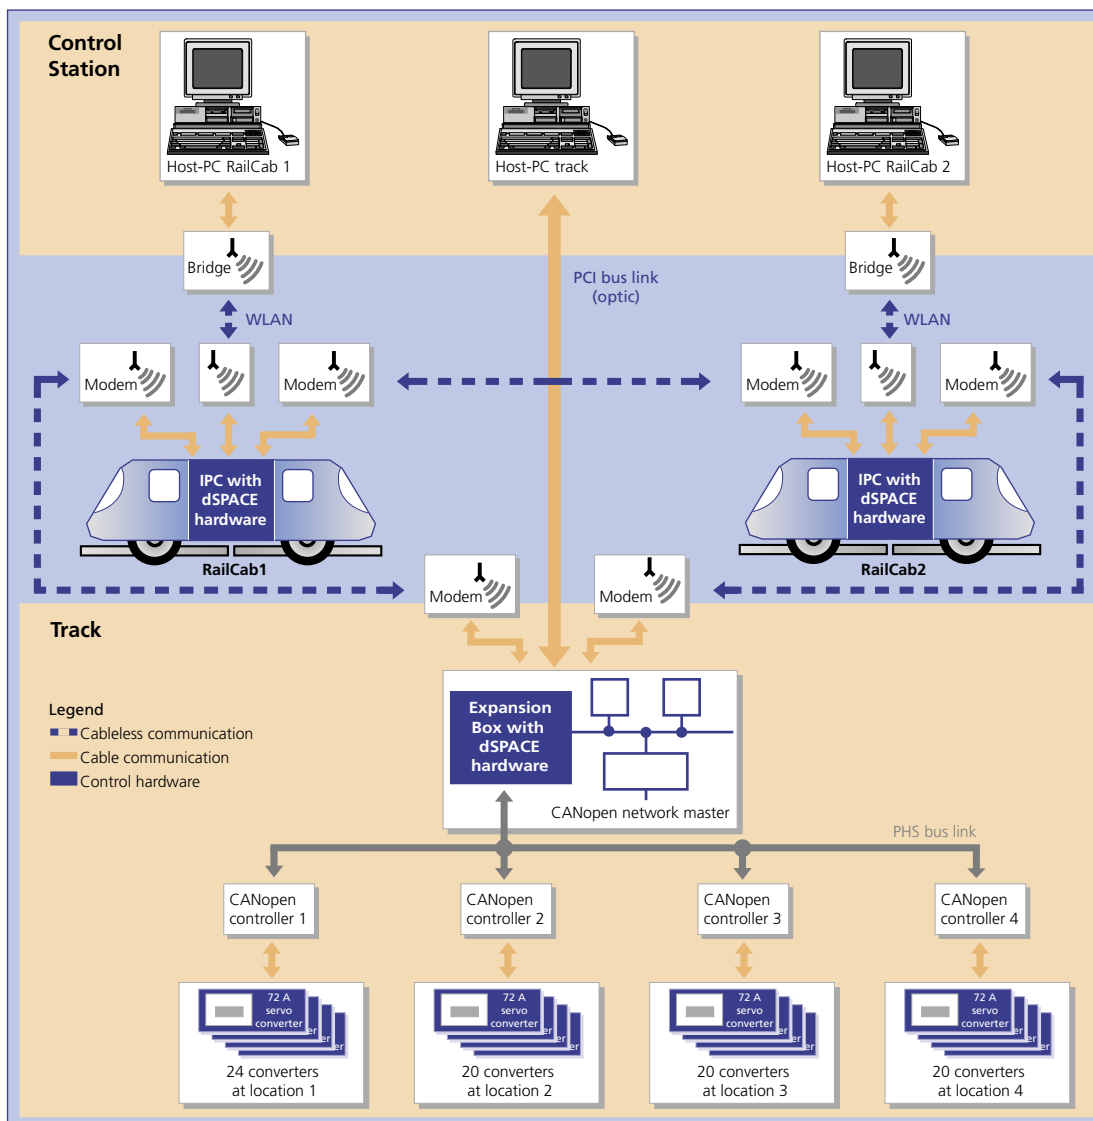 Control
Station
Host-PC RailCab 1
Host-PC track
Host-PC RailCab 2
Bridge
PCI bus link
(optic)
Bridge
WLAN
WLAN
Modem
Modem
Modem
Modem
IPC with
dSPACE
hardware
IPC with
dSPACE
hardware
RailCab1
RailCab2
Modem
Modem
Track
Legend
Cableless communication
Cable communication
Control hardware
Expansion
Box with
dSPACE
hardware
CANopen network master
PHS bus link
CANopen
controller 1
CANopen
controller 2
CANopen
controller 3
CANopen
controller 4
72 A
servo
converter
24 converters
at location 1
72 A
servo
converter
20 converters
at location 2
72 A
servo
converter
20 converters
at location 3
72 A
servo
converter
20 converters
at location 4